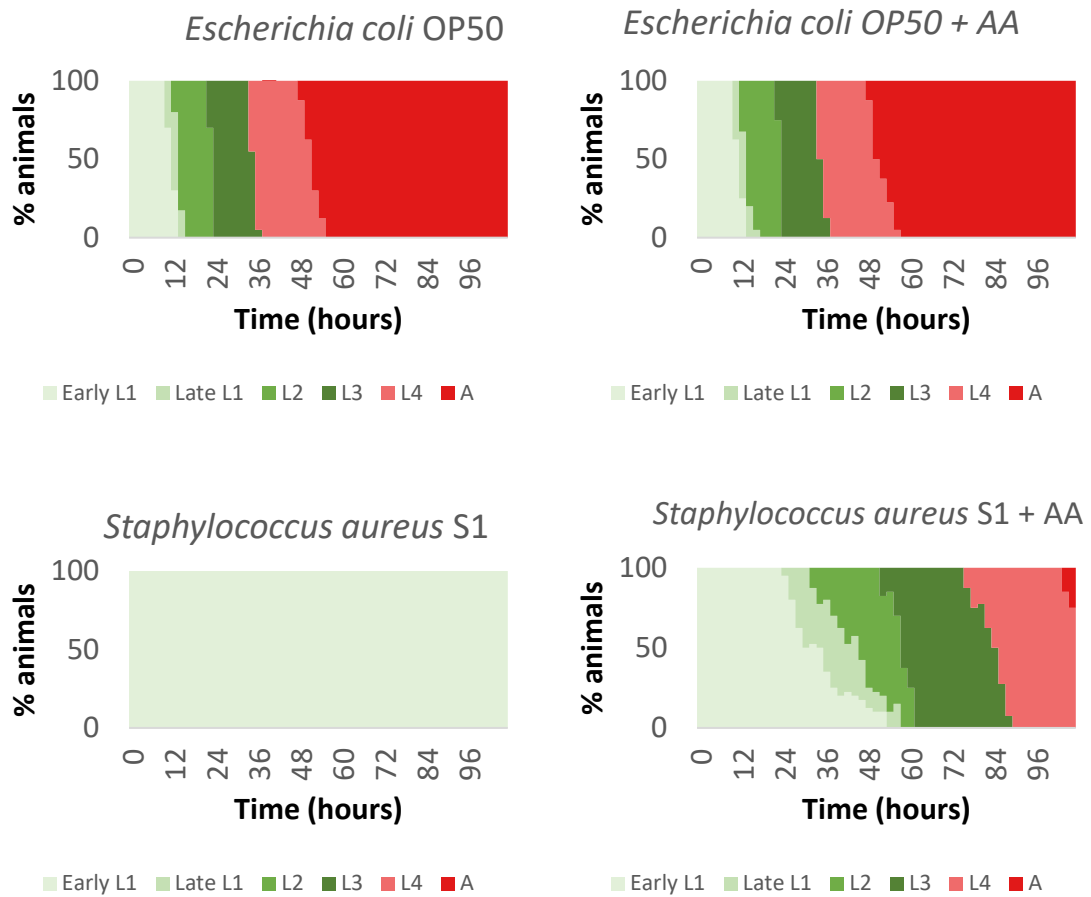 Escherichia coli OP50
% animals
100
50
0
0 12 24 36 48 60 72 84 96
Time (hours)
Early L1 Late L1 L2 L3 L4 A
Escherichia coli OP50 + AA
% animals
100
50
0
0 12 24 36 48 60 72 84 96
Time (hours)
Early L1 Late L1 L2 L3 L4 A
Staphylococcus aureus S1
% animals
100
50
0
0 12 24 36 48 60 72 84 96
Time (hours)
Early L1 Late L1 L2 L3 L4 A
Staphylococcus aureus S1 + AA
% animals
100
50
0
0 12 24 36 48 60 72 84 96
Time (hours)
Early L1 Late L1 L2 L3 L4 A